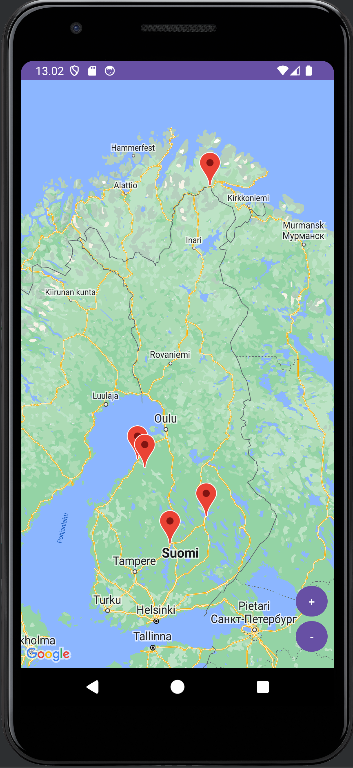 13.02
Hammerfest
Alattio
Kirkkoniemi
Murmansk
Мурманск
Inari
Kiirunan kunta
Rovaniemi
Luulaja
Oulu
Pohjanlahti
Suomi
Tampere
Turku
Helsinki
Pietari
Санкт-Петербург
Tallinna
kholma
Google
+
-